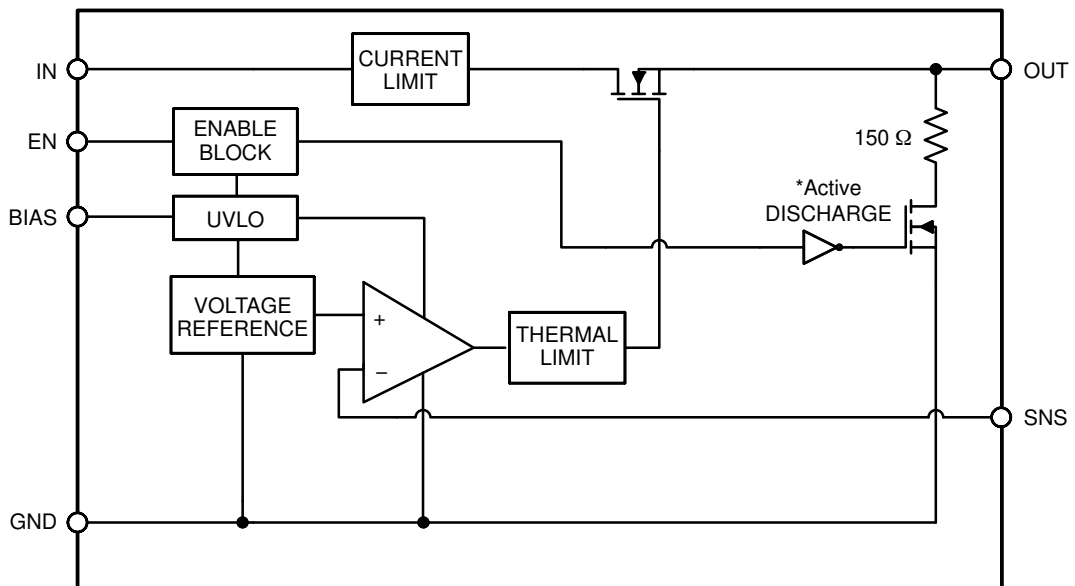 IN
CURRENT
LIMIT
OUT
EN
ENABLE
BLOCK
150 Ω
*Active
DISCHARGE
BIAS
UVLO
VOLTAGE
REFERENCE
+
−
THERMAL
LIMIT
SNS
GND